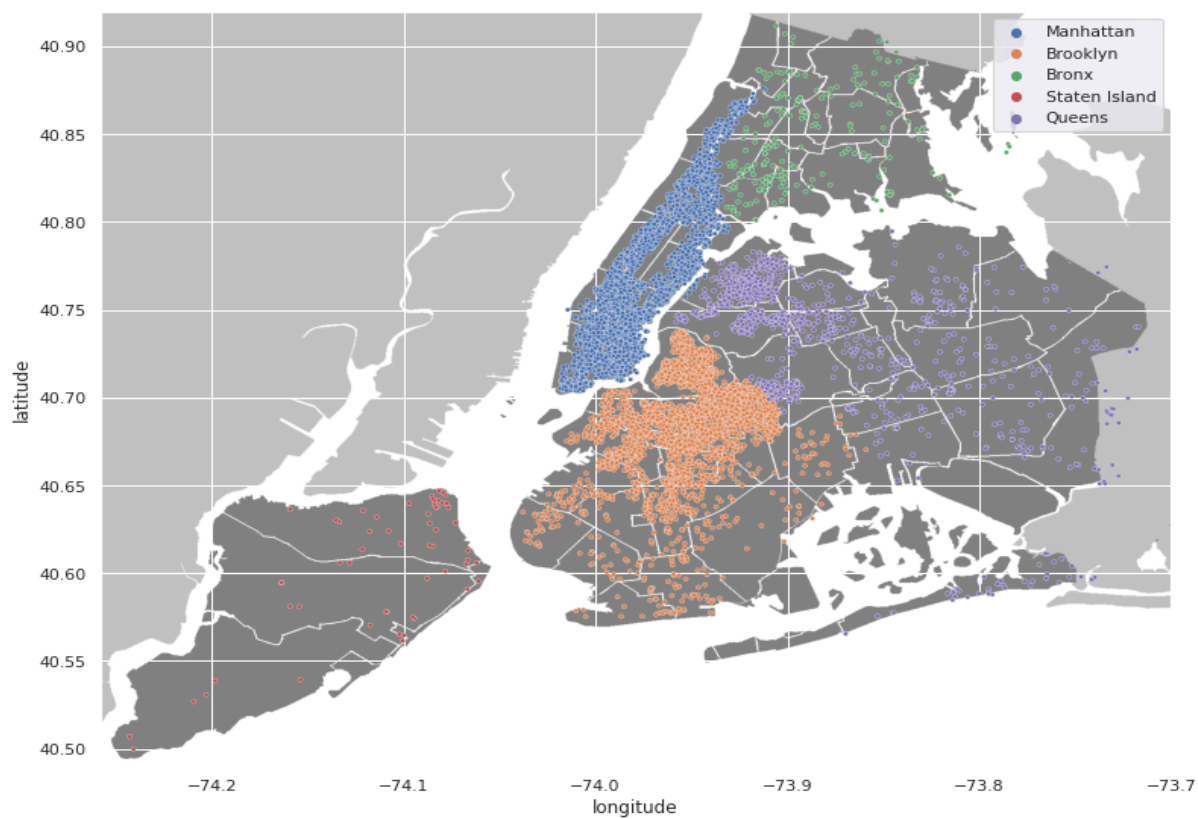 Manhattan
Brooklyn
Bronx
Staten Island
Queens
40.90
40.85
40.80
40.75
40.70
40.65
40.60
40.55
40.50
latitude
−74.2
−74.1
−74.0
−73.9
−73.8
−73.7
longitude